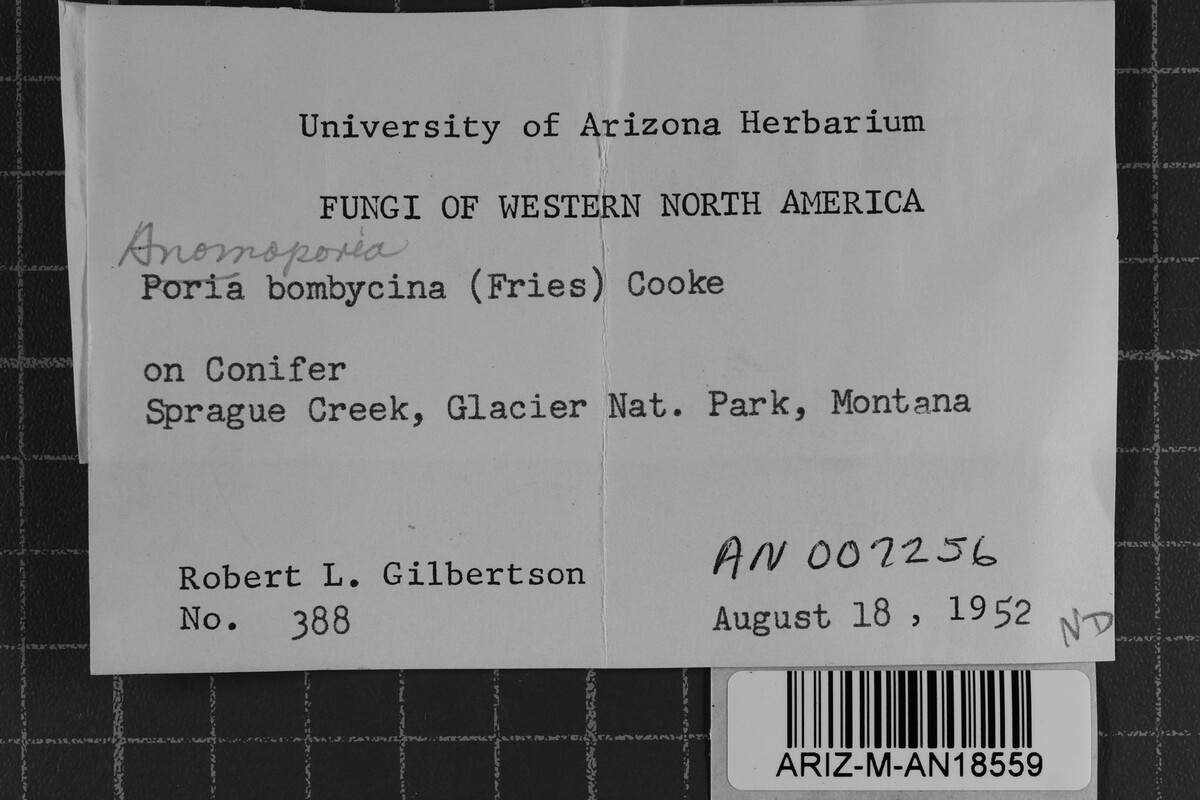 University of Arizona Herbarium
FUNGI OF WESTERN NORTH AMERICA
Anomoporia
Poria bombycina (Fries) Cooke
on Conifer
Sprague Creek, Glacier Nat. Park, Montana
AN 007256
Robert L. Gilbertson
No. 388
August 18, 1952
ND
ARIZ-M-AN18559